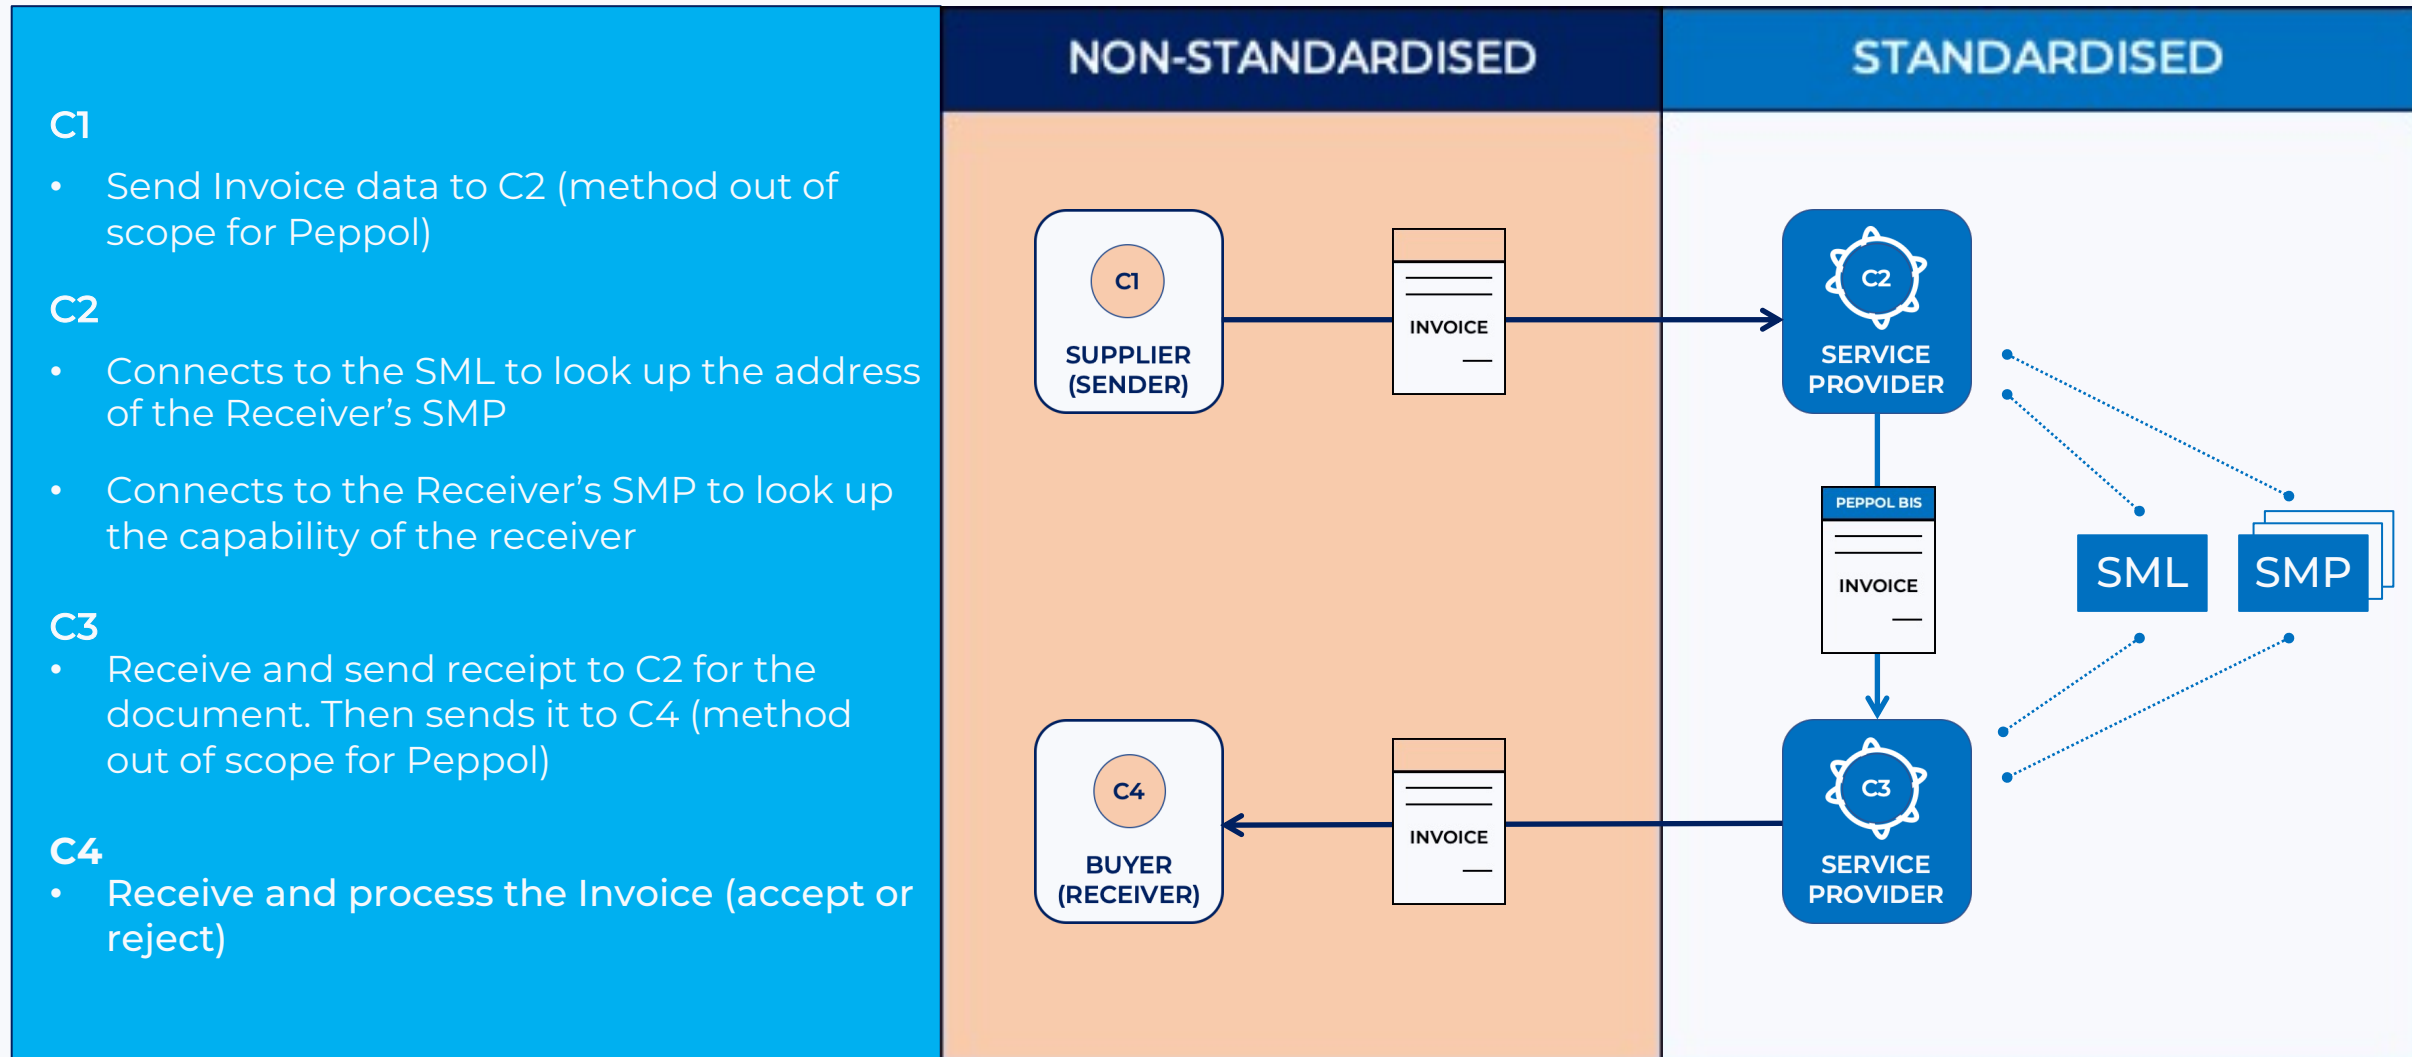 C1
• Send Invoice data to C2 (method out of
scope for Peppol)
C2
• Connects to the SML to look up the address
of the Receiver’s SMP
• Connects to the Receiver’s SMP to look up
the capability of the receiver
C3
• Receive and send receipt to C2 for the
document. Then sends it to C4 (method
out of scope for Peppol)
C4
• Receive and process the Invoice (accept or
reject)
NON-STANDARDISED
STANDARDISED
C1
SUPPLIER
(SENDER)
INVOICE
C2
SERVICE
PROVIDER
PEPPOL BIS
INVOICE
SML
SMP
C4
BUYER
(RECEIVER)
INVOICE
C3
SERVICE
PROVIDER